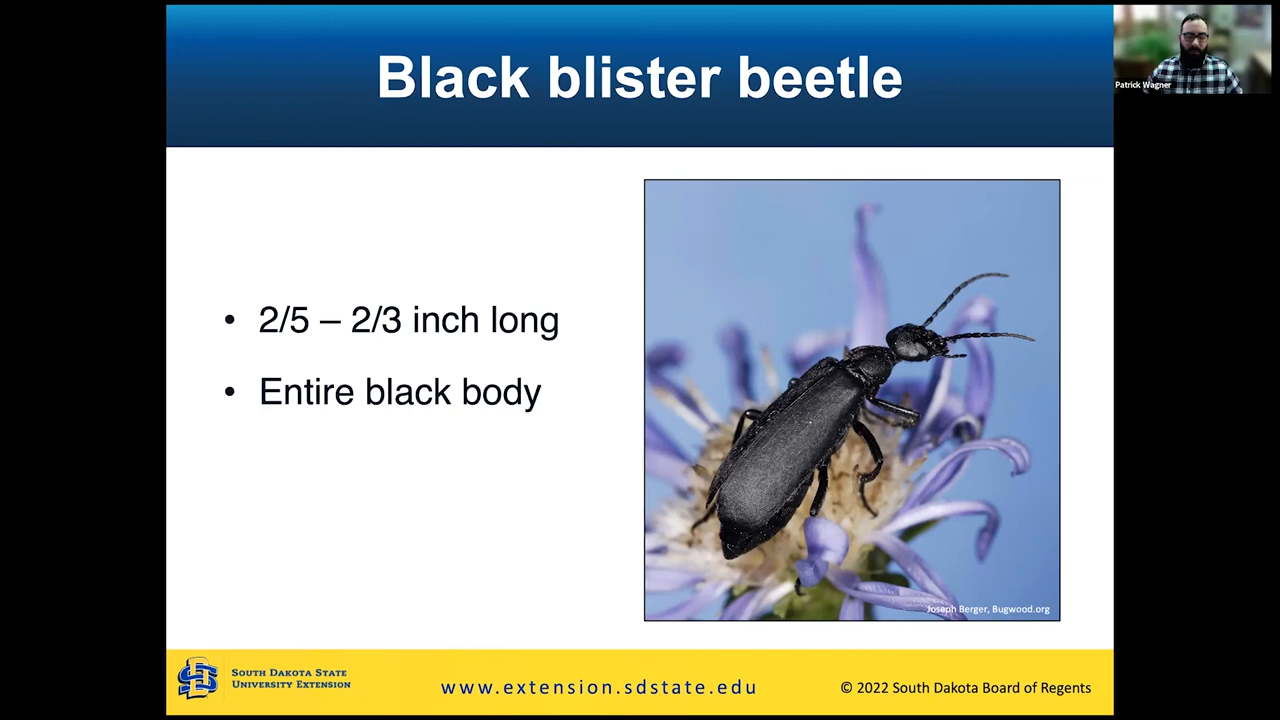 Black blister beetle
Patrick Wagner
• 2/5 – 2/3 inch long
• Entire black body
Joseph Berger, Bugwood.org
SOUTH DAKOTA STATE
UNIVERSITY EXTENSION
www.extension.sdstate.edu
© 2022 South Dakota Board of Regents